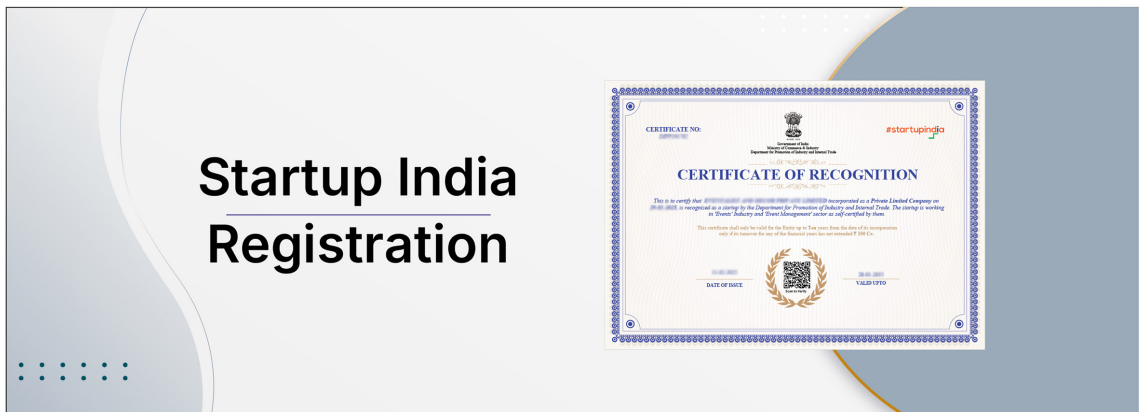 Startup India
Registration
CERTIFICATE NO:
#startupindia
Government of India
Ministry of Commerce & Industry
Department for Promotion of Industry and Internal Trade
CERTIFICATE OF RECOGNITION
This is to certify that incorporated as a Private Limited Company on
is recognised as a startup by the Department for Promotion of Industry and Internal Trade. The startup is working
in 'Events' Industry and 'Event Management' sector as self-certified by them.
This certificate shall only be valid for the Entity up to Ten years from the date of its incorporation
only if its turnover for any of the financial years has not exceeded ₹ 100 Cr.
Scan to Verify
DATE OF ISSUE
VALID UPTO